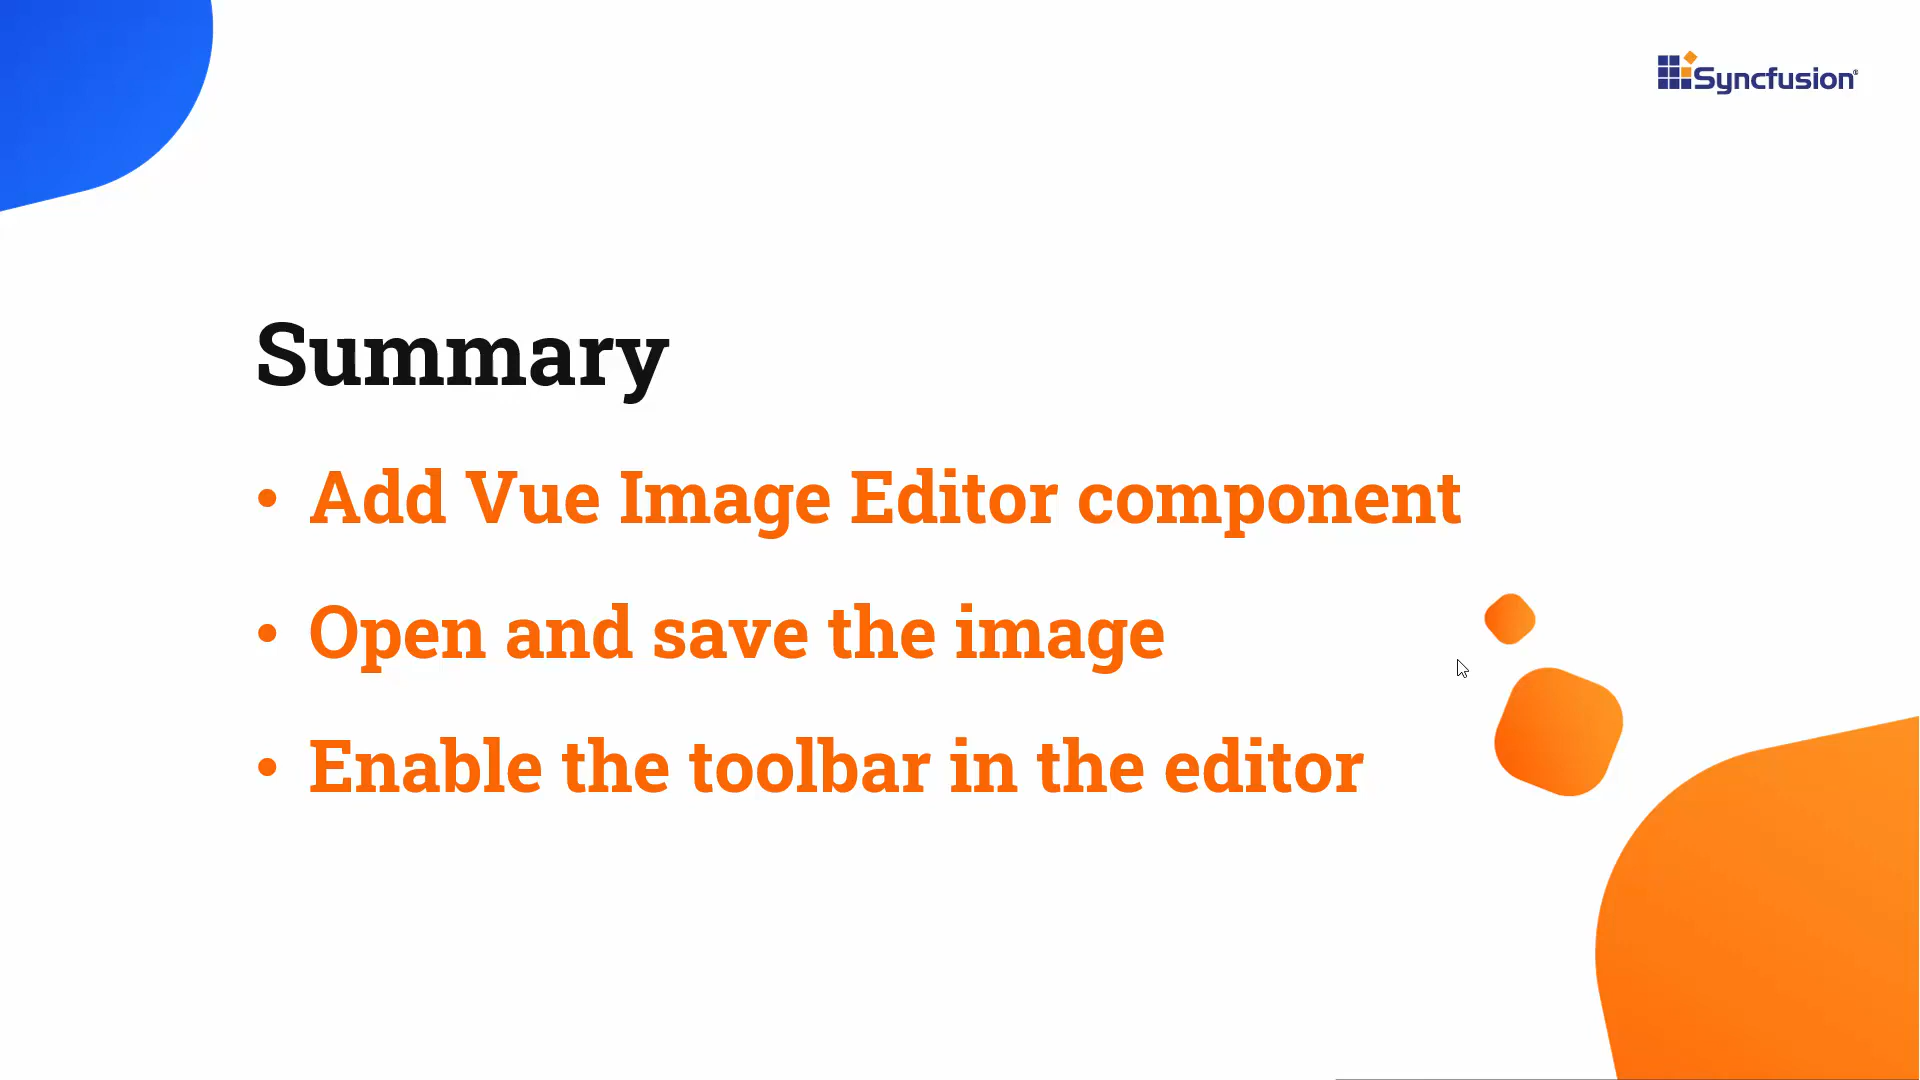 Syncfusion®
Summary
• Add Vue Image Editor component
• Open and save the image
• Enable the toolbar in the editor